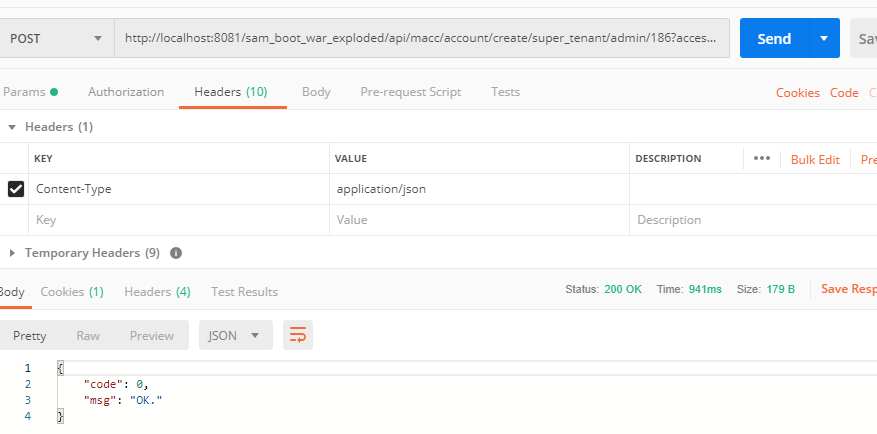 POST http://localhost:8081/sam_boot_war_exploded/api/macc/account/create/super_tenant/admin/186?acces... Send
Params Authorization Headers (10) Body Pre-request Script Tests Cookies Code
Headers (1)
KEY VALUE DESCRIPTION ••• Bulk Edit Pre
Content-Type application/json
Key Value Description
Temporary Headers (9)
Body Cookies (1) Headers (4) Test Results Status: 200 OK Time: 941ms Size: 179 B Save Resp
Pretty Raw Preview JSON
1 {
2 "code": 0,
3 "msg": "OK."
4 }